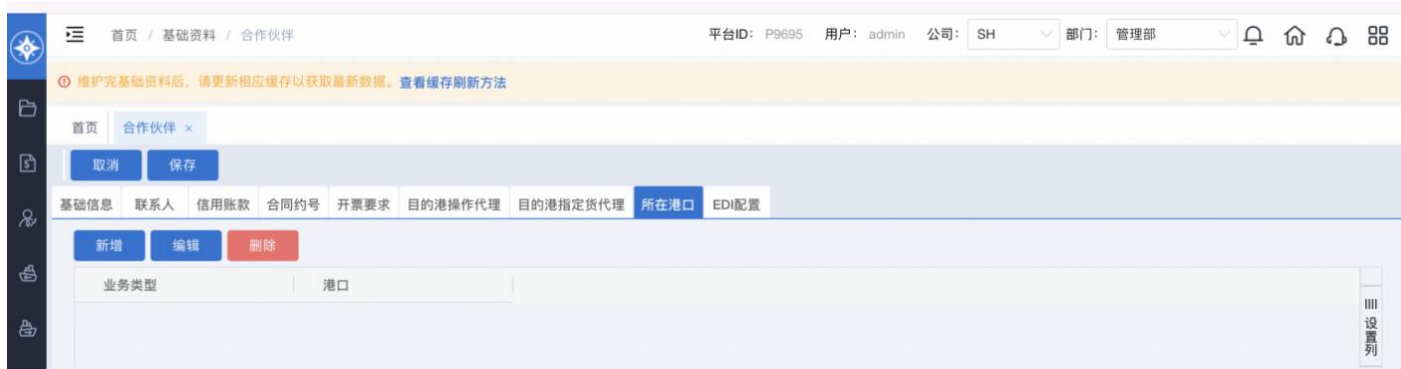 首页 / 基础资料 / 合作伙伴 平台ID: P9695 用户: admin 公司: SH 部门: 管理部
维护完基础资料后，请更新相应缓存以获取最新数据。查看缓存刷新方法
首页 合作伙伴 ×
取消 保存
基础信息 联系人 信用账款 合同约号 开票要求 目的港操作代理 目的港指定货代理 所在港口 EDI配置
新增 编辑 删除
业务类型 港口
设置列